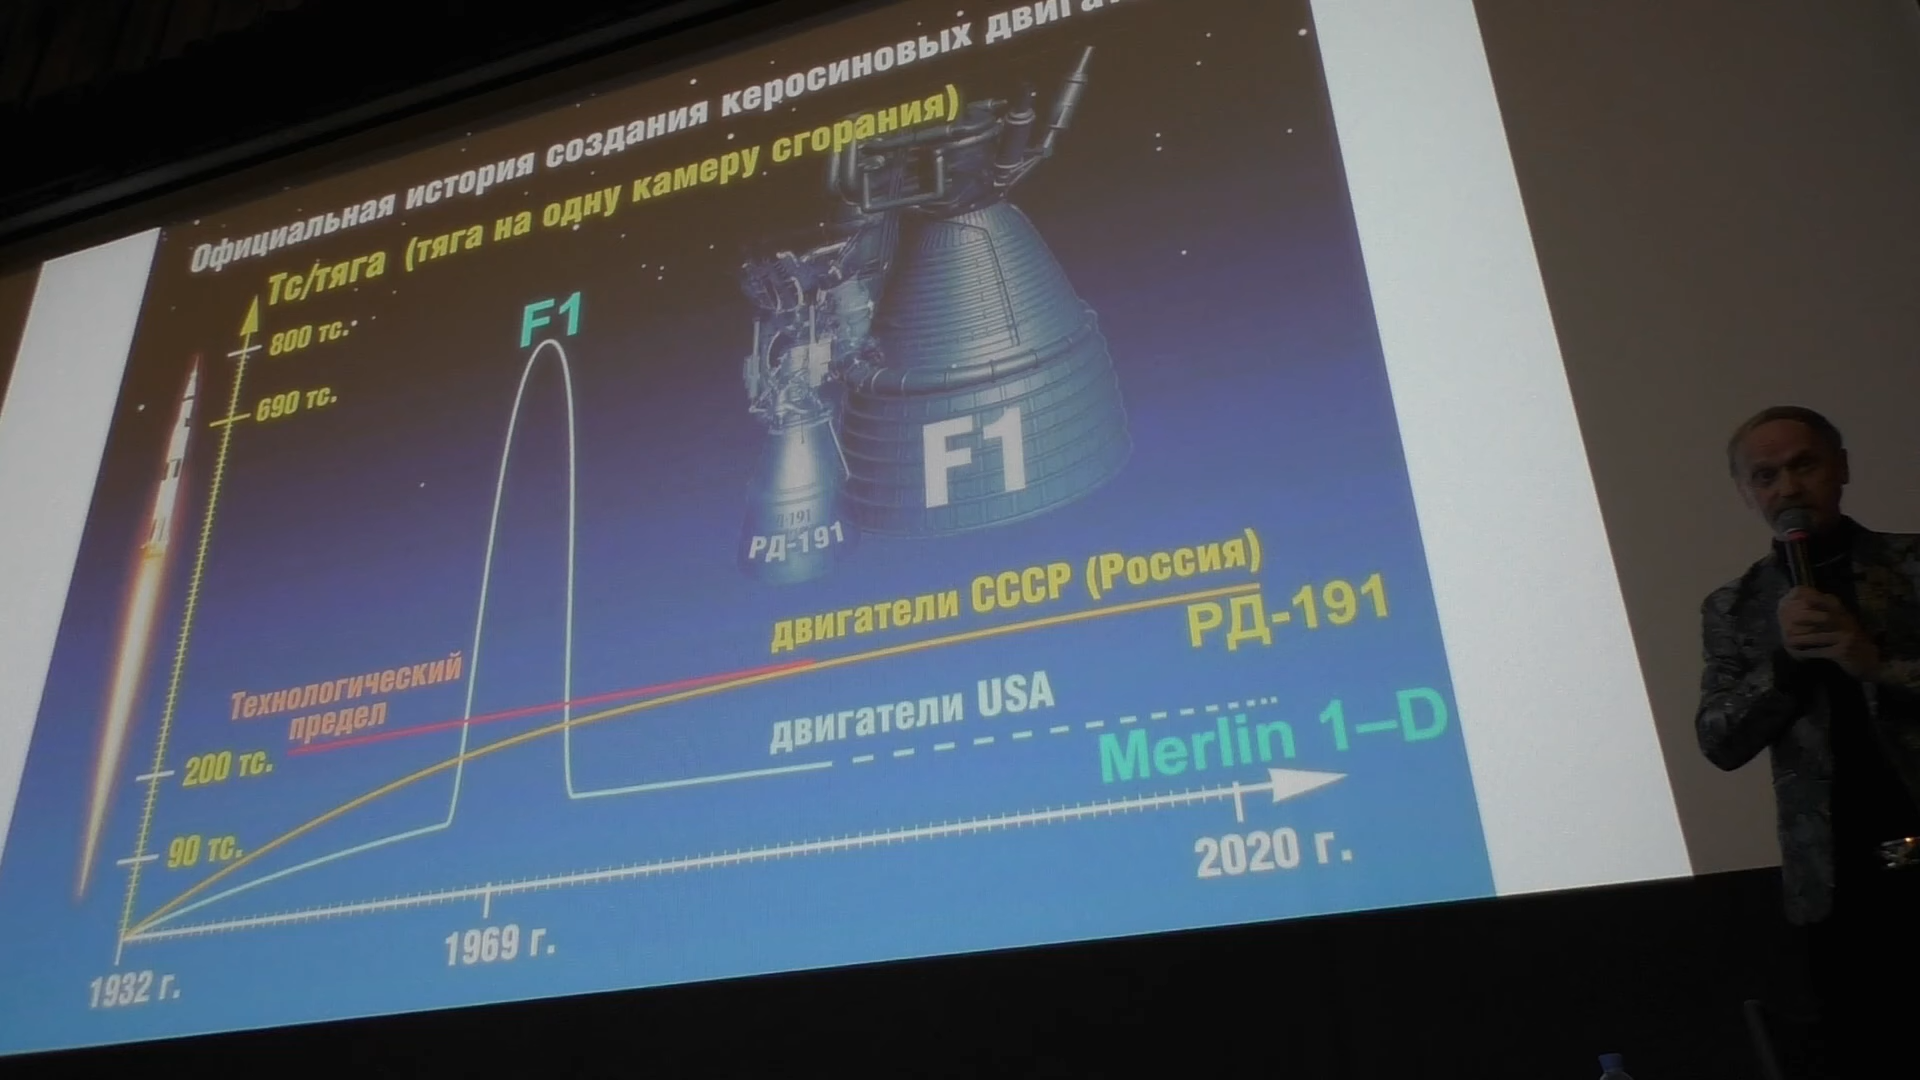 Официальная история создания керосиновых
Тс/тяга (тяга на одну камеру сгорания)
F1
800 тс.
690 тс.
F1
РД-191
двигатели СССР (Россия)
РД-191
Технологический
предел
двигатели USA
Merlin 1-D
200 тс.
90 тс.
2020 г.
1969 г.
1932 г.